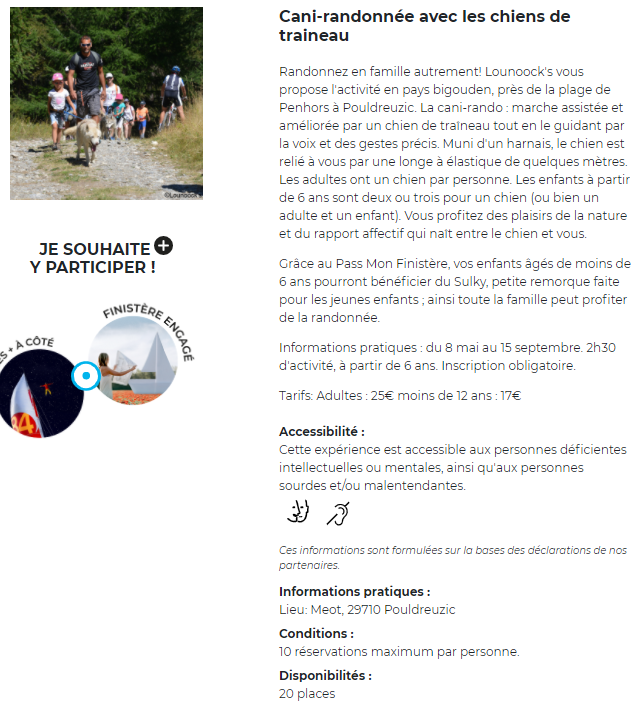 Cani-randonnée avec les chiens de
traineau
Randonnez en famille autrement! Lounoock's vous
propose l'activité en pays bigouden, près de la plage de
Penhors à Pouldreuzic. La cani-rando : marche assistée et
améliorée par un chien de traîneau tout en le guidant par
la voix et des gestes précis. Muni d'un harnais, le chien est
relié à vous par une longe à élastique de quelques mètres.
Les adultes ont un chien par personne. Les enfants à partir
de 6 ans sont deux ou trois pour un chien (ou bien un
adulte et un enfant). Vous profitez des plaisirs de la nature
et du rapport affectif qui naît entre le chien et vous.
Grâce au Pass Mon Finistère, vos enfants âgés de moins de
6 ans pourront bénéficier du Sulky, petite remorque faite
pour les jeunes enfants ; ainsi toute la famille peut profiter
de la randonnée.
Informations pratiques : du 8 mai au 15 septembre. 2h30
d'activité, à partir de 6 ans. Inscription obligatoire.
Tarifs: Adultes : 25€ moins de 12 ans : 17€
Accessibilité :
Cette expérience est accessible aux personnes déficientes
intellectuelles ou mentales, ainsi qu'aux personnes
sourdes et/ou malentendantes.
Ces informations sont formulées sur la bases des déclarations de nos
partenaires.
Informations pratiques :
Lieu: Meot, 29710 Pouldreuzic
Conditions :
10 réservations maximum par personne.
Disponibilités :
20 places
©Lounoock's
JE SOUHAITE
Y PARTICIPER !
FINISTÈRE ENGAGÉ
+ À CÔTÉ
84